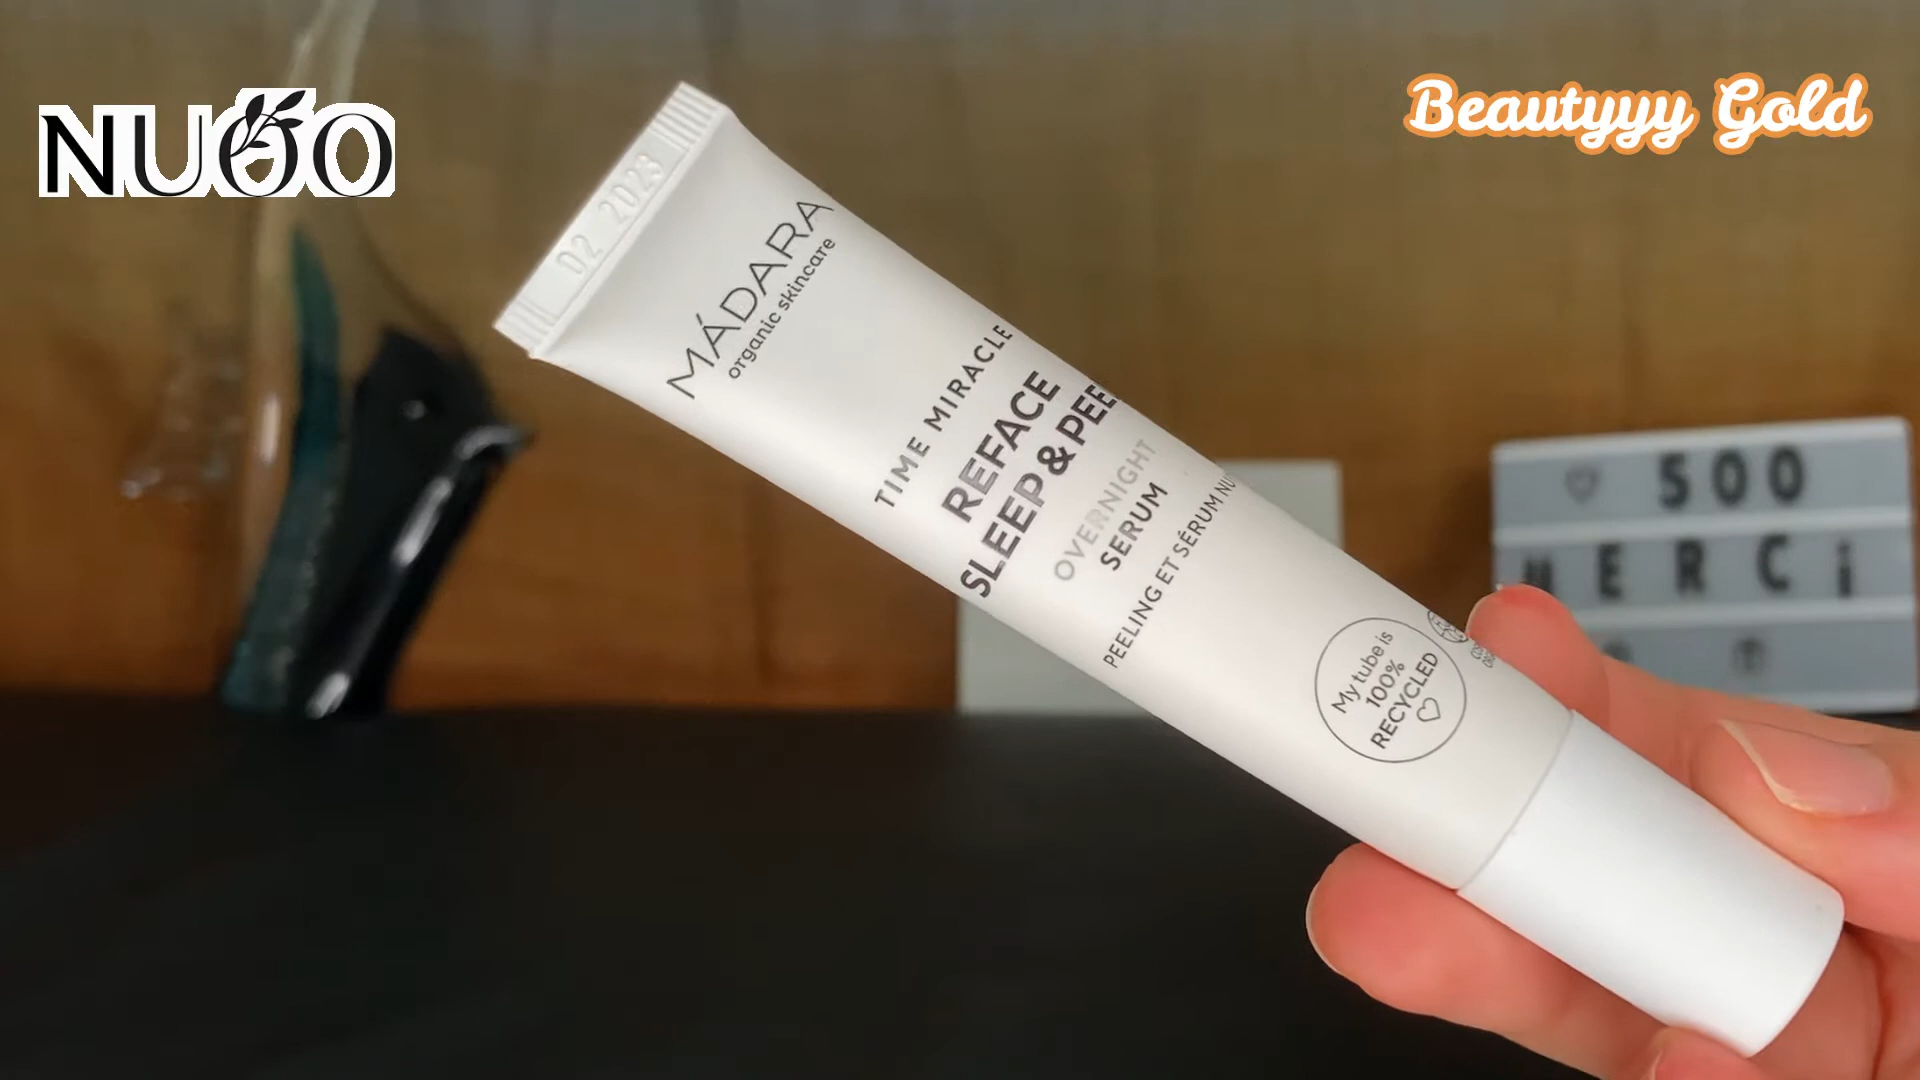 NUOO
Beautyyy Gold
02 2023
MÁDARA
organic skincare
TIME MIRACLE
REFACE
SLEEP & PEE
OVERNIGHT
SERUM
PEELING ET SÉRUM NU
My tube is
100%
RECYCLED
500
MERCi